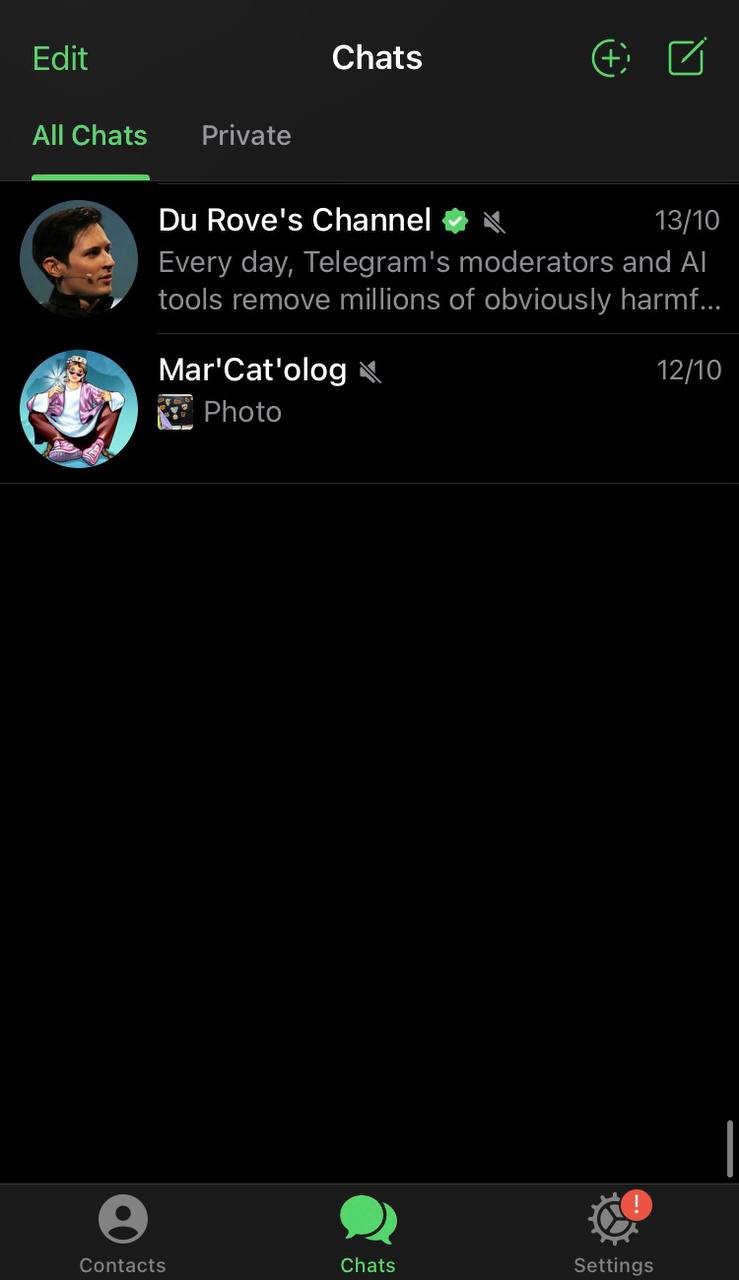 Edit
Chats
All Chats
Private
Du Rove's Channel
13/10
Every day, Telegram's moderators and AI
tools remove millions of obviously harmf...
Mar'Cat'olog
12/10
Photo
Contacts
Chats
Settings
!